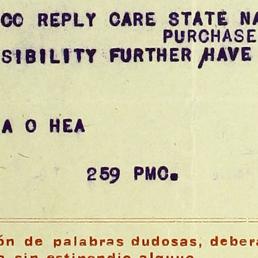 CO REPLY CARE STATE NA
PURCHASE
SIBILITY FURTHER HAVE
A O HEA
259 PMC.
ón de palabras dudosas, deberá
sin estipendio alguno